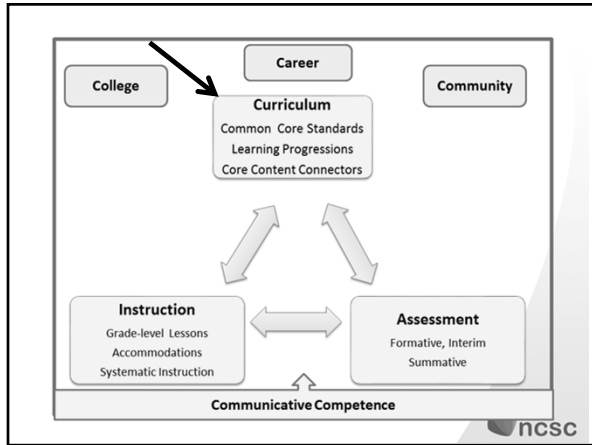 Career
College
Community
Curriculum
Common Core Standards
Learning Progressions
Core Content Connectors
Instruction
Grade-level Lessons
Accommodations
Systematic Instruction
Assessment
Formative, Interim
Summative
Communicative Competence
ncsc